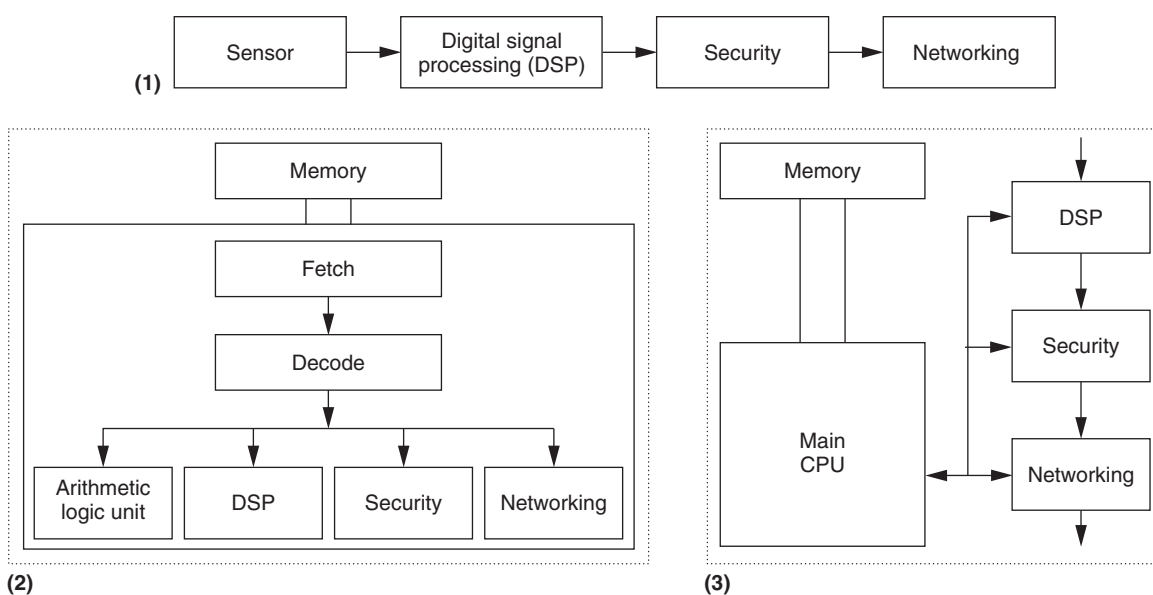 Sensor
Digital signal
processing (DSP)
Security
Networking
(1)
Memory
Fetch
Decode
Arithmetic
logic unit
DSP
Security
Networking
(2)
Memory
Main
CPU
DSP
Security
Networking
(3)